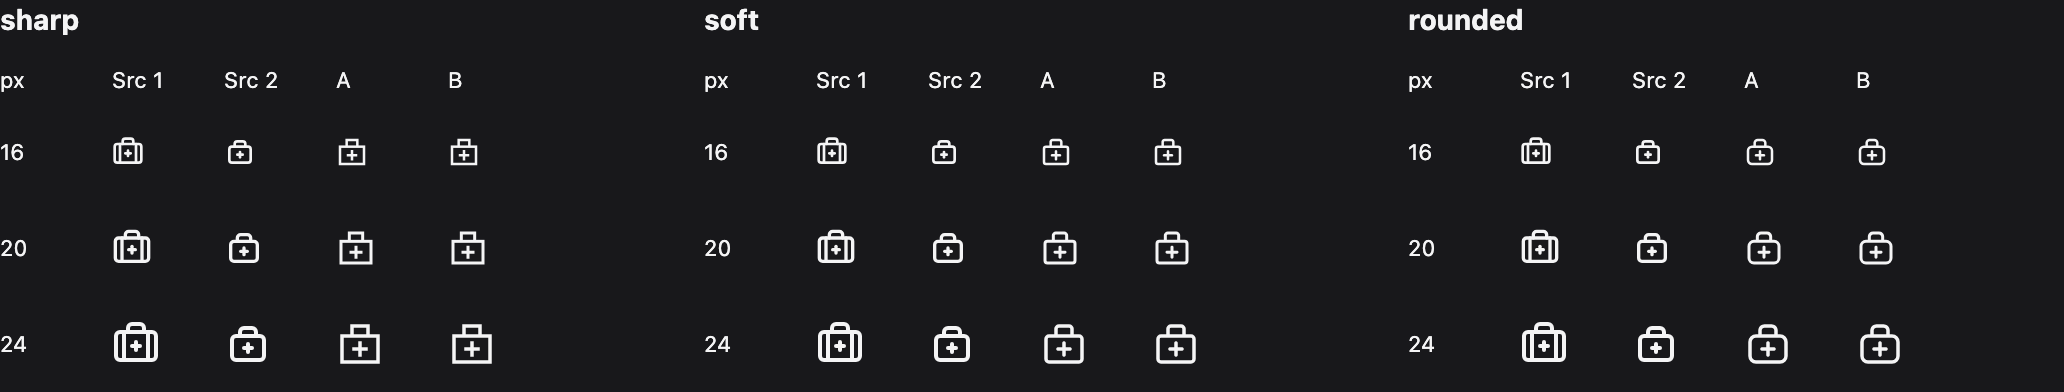 sharp soft rounded
px Src 1 Src 2 A B px Src 1 Src 2 A B px Src 1 Src 2 A B
16 16 16
20 20 20
24 24 24